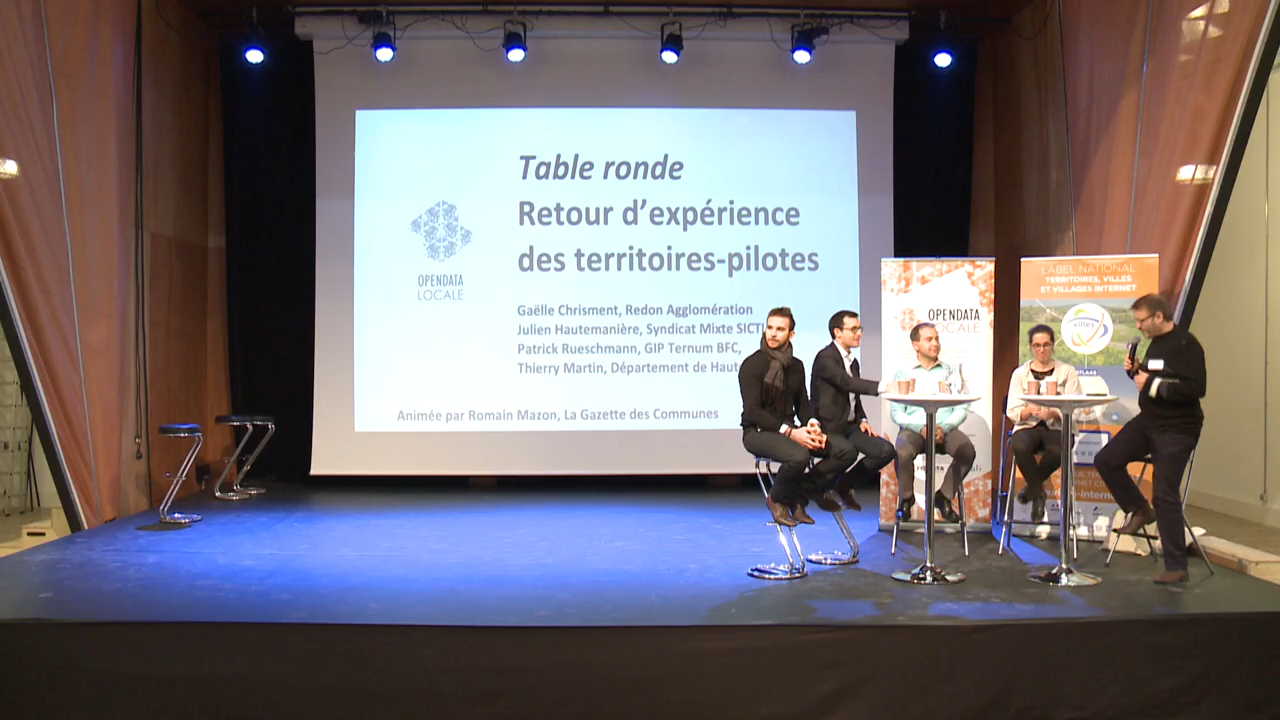 Table ronde
Retour d'expérience
des territoires-pilotes
OPENDATA
LOCALE
Gaëlle Chrisment, Redon Agglomération
Julien Hautemanière, Syndicat Mixte
Patrick Rueschmann, GIP Ternum BFC,
Thierry Martin, Département de
Animée par Romain Mazon, La Gazette des Communes
OPENDATA
LOCALE
LABEL NATIONAL
TERRITOIRES, VILLES
ET VILLAGES INTERNET
villes